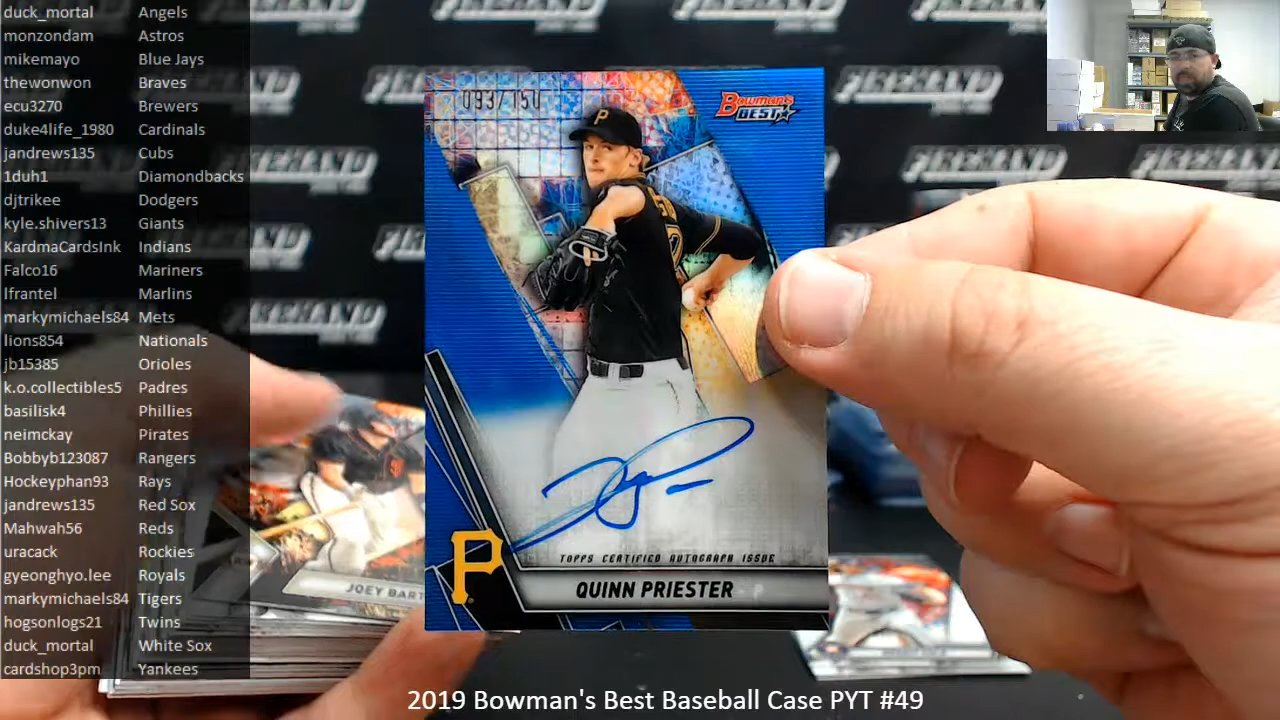 duck_mortal Angels
monzondam Astros
mikemayo Blue Jays
thewonwon Braves
ecu3270 Brewers
duke4life_1980 Cardinals
jandrews135 Cubs
1duh1 Diamondbacks
djtrikee Dodgers
kyle.shivers13 Giants
KardmaCardsInk Indians
Falco16 Mariners
lfrantel Marlins
markymichaels84 Mets
lions854 Nationals
jb15385 Orioles
k.o.collectibles5 Padres
basilisk4 Phillies
neimckay Pirates
Bobbyb123087 Rangers
Hockeyphan93 Rays
jandrews135 Red Sox
Mahwah56 Reds
uracack Rockies
gyeonghyo.lee Royals
markymichaels84 Tigers
hogsonlogs21 Twins
duck_mortal White Sox
cardshop3pm Yankees
FIREHAND
093/150
Bowman's
BEST
P
TOPPS CERTIFIED AUTOGRAPH ISSUE
P
QUINN PRIESTER P
JOEY BART
2019 Bowman's Best Baseball Case PYT #49